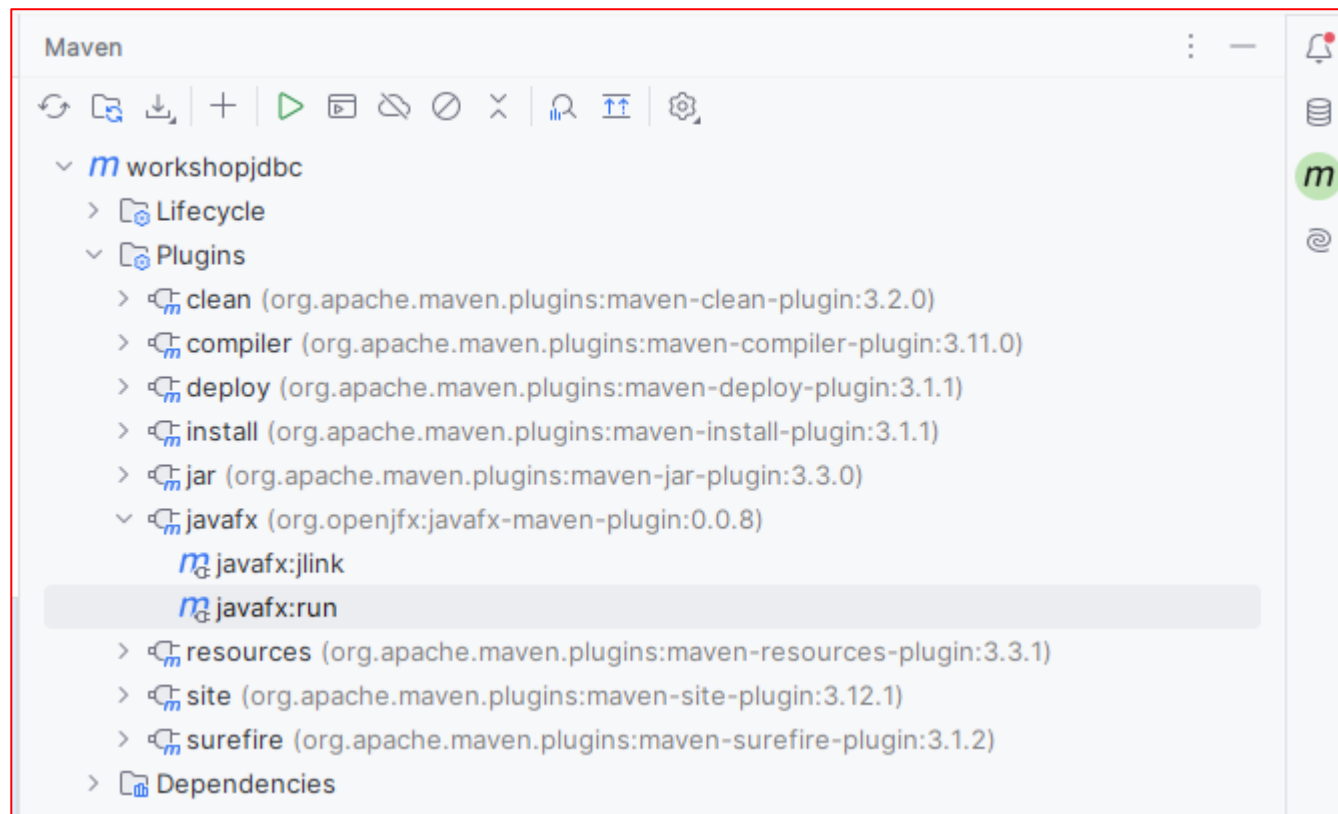 Maven
m workshopjdbc
Lifecycle
Plugins
clean (org.apache.maven.plugins:maven-clean-plugin:3.2.0)
compiler (org.apache.maven.plugins:maven-compiler-plugin:3.11.0)
deploy (org.apache.maven.plugins:maven-deploy-plugin:3.1.1)
install (org.apache.maven.plugins:maven-install-plugin:3.1.1)
jar (org.apache.maven.plugins:maven-jar-plugin:3.3.0)
javafx (org.openjfx:javafx-maven-plugin:0.0.8)
javafx:jlink
javafx:run
resources (org.apache.maven.plugins:maven-resources-plugin:3.3.1)
site (org.apache.maven.plugins:maven-site-plugin:3.12.1)
surefire (org.apache.maven.plugins:maven-surefire-plugin:3.1.2)
Dependencies
m